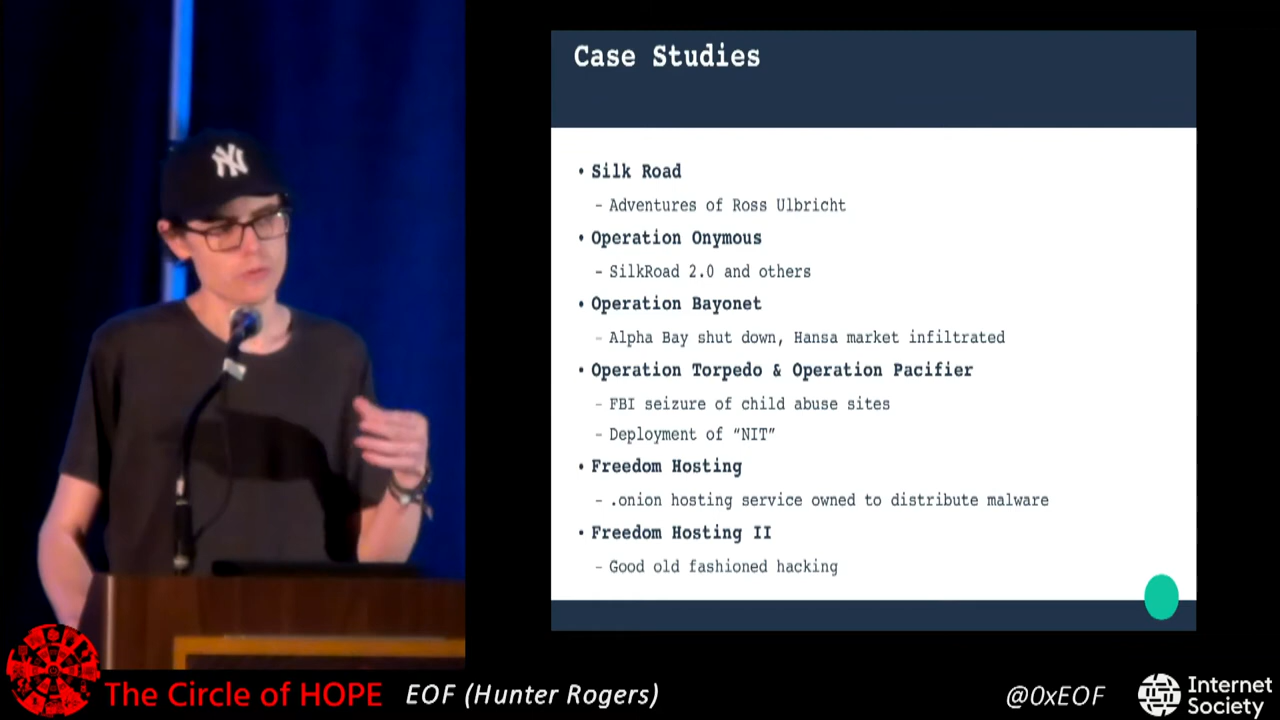 Case Studies
• Silk Road
– Adventures of Ross Ulbricht
• Operation Onymous
– SilkRoad 2.0 and others
• Operation Bayonet
– Alpha Bay shut down, Hansa market infiltrated
• Operation Torpedo & Operation Pacifier
– FBI seizure of child abuse sites
– Deployment of “NIT”
• Freedom Hosting
– .onion hosting service owned to distribute malware
• Freedom Hosting II
– Good old fashioned hacking
NY
The Circle of HOPE
EOF (Hunter Rogers)
@0xEOF
Internet
Society